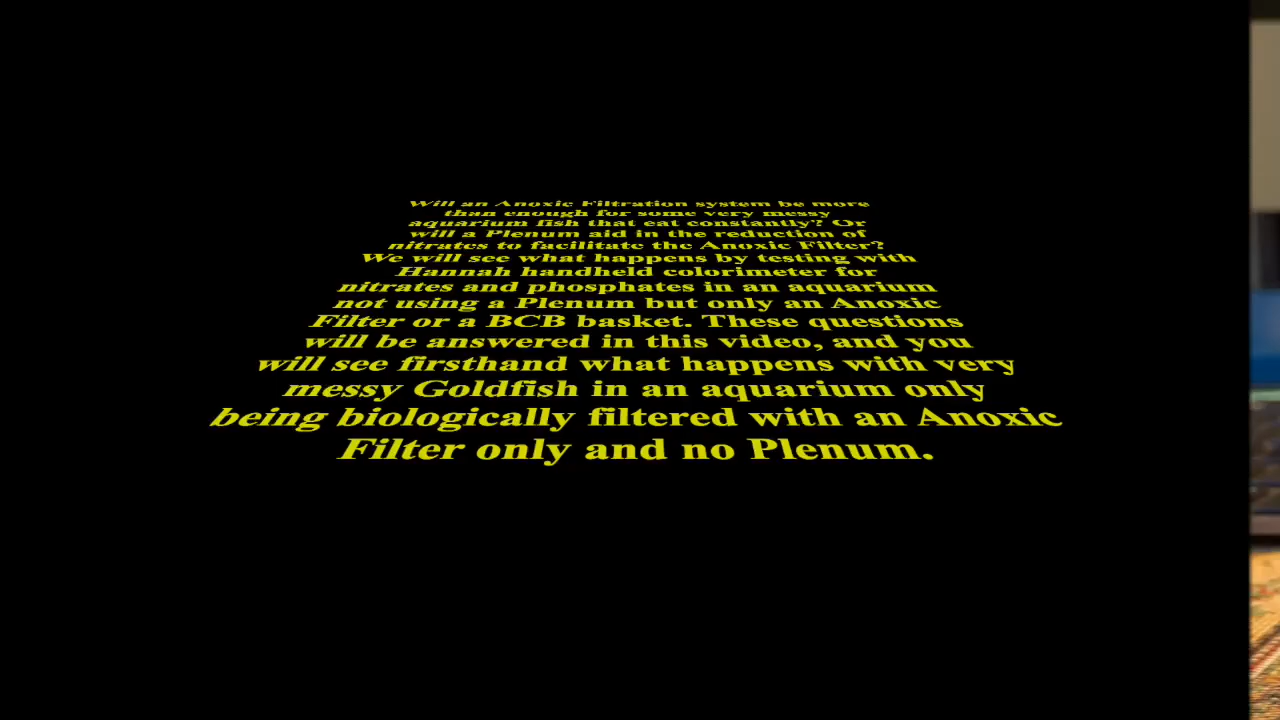 Will an Anoxic Filtration system be more
than enough for some very messy
aquarium fish that eat constantly? Or
will a Plenum aid in the reduction of
nitrates to facilitate the Anoxic Filter?
We will see what happens by testing with
Hannah handheld colorimeter for
nitrates and phosphates in an aquarium
not using a Plenum but only an Anoxic
Filter or a BCB basket. These questions
will be answered in this video, and you
will see firsthand what happens with very
messy Goldfish in an aquarium only
being biologically filtered with an Anoxic
Filter only and no Plenum.